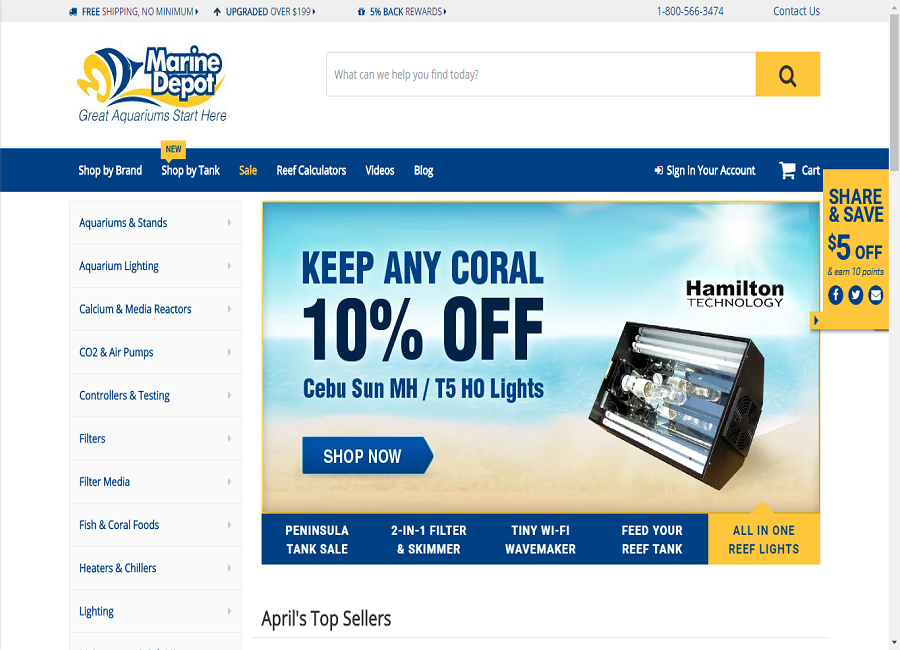 FREE SHIPPING, NO MINIMUM
UPGRADED OVER $199
5% BACK REWARDS
1-800-566-3474
Contact Us
Marine
Depot
Great Aquariums Start Here
What can we help you find today?
NEW
Shop by Brand
Shop by Tank
Sale
Reef Calculators
Videos
Blog
Sign in Your Account
Cart
SHARE
& SAVE
$5 OFF
& earn 10 points
Aquariums & Stands
Aquarium Lighting
Calcium & Media Reactors
CO2 & Air Pumps
Controllers & Testing
Filters
Filter Media
Fish & Coral Foods
Heaters & Chillers
Lighting
KEEP ANY CORAL
10% OFF
Cebu Sun MH / T5 HO Lights
SHOP NOW
Hamilton
TECHNOLOGY
PENINSULA
TANK SALE
2-IN-1 FILTER
& SKIMMER
TINY WI-FI
WAVEMAKER
FEED YOUR
REEF TANK
ALL IN ONE
REEF LIGHTS
April's Top Sellers